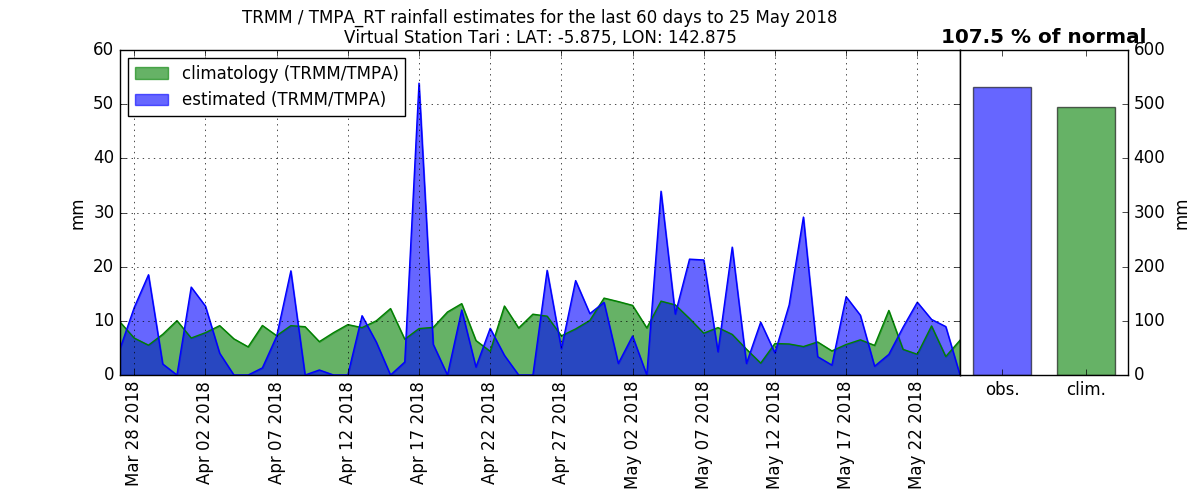 TRMM / TMPA_RT rainfall estimates for the last 60 days to 25 May 2018
Virtual Station Tari : LAT: -5.875, LON: 142.875
107.5 % of normal
climatology (TRMM/TMPA)
estimated (TRMM/TMPA)
60
50
40
30
20
10
0
mm
600
500
400
300
200
100
0
mm
Mar 28 2018
Apr 02 2018
Apr 07 2018
Apr 12 2018
Apr 17 2018
Apr 22 2018
Apr 27 2018
May 02 2018
May 07 2018
May 12 2018
May 17 2018
May 22 2018
obs.
clim.